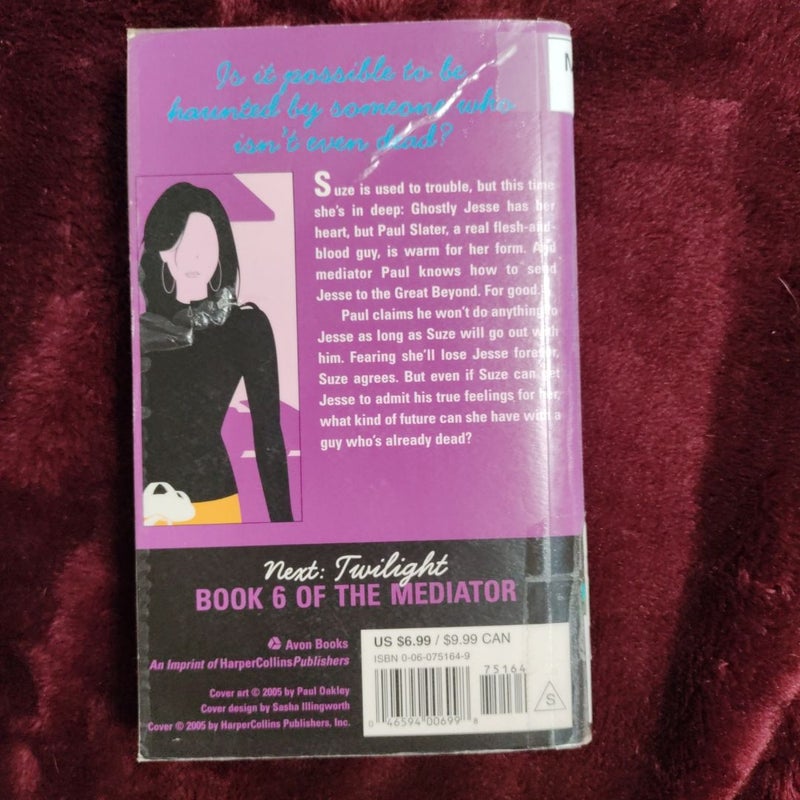 Is it possible to be
haunted by someone who
isn't even dead?
Suze is used to trouble, but this time
she's in deep: Ghostly Jesse has her
heart, but Paul Slater, a real flesh-and-
blood guy, is warm for her form. And
mediator Paul knows how to send
Jesse to the Great Beyond. For good.
Paul claims he won't do anything to
Jesse as long as Suze will go out with
him. Fearing she'll lose Jesse forever,
Suze agrees. But even if Suze can get
Jesse to admit his true feelings for her,
what kind of future can she have with a
guy who's already dead?
Next: Twilight
BOOK 6 OF THE MEDIATOR
Avon Books
An Imprint of HarperCollinsPublishers
Cover art © 2005 by Paul Oakley
Cover design by Sasha Illingworth
Cover © 2005 by HarperCollins Publishers, Inc.
US $6.99 / $9.99 CAN
ISBN 0-06-075164-9
75164
0 46594 00699 8
S